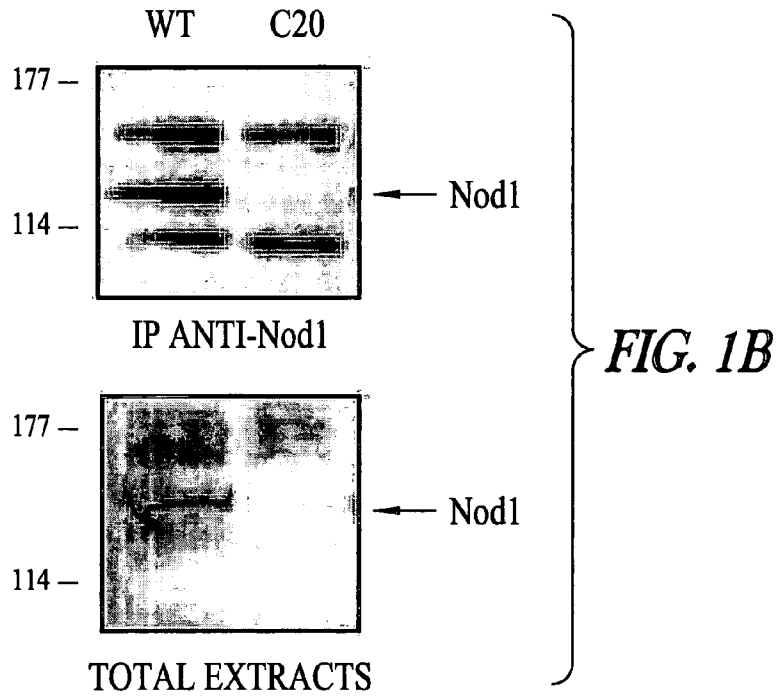 WT C20
177
Nod1
114
IP ANTI-Nod1
FIG. 1B
177
Nod1
114
TOTAL EXTRACTS